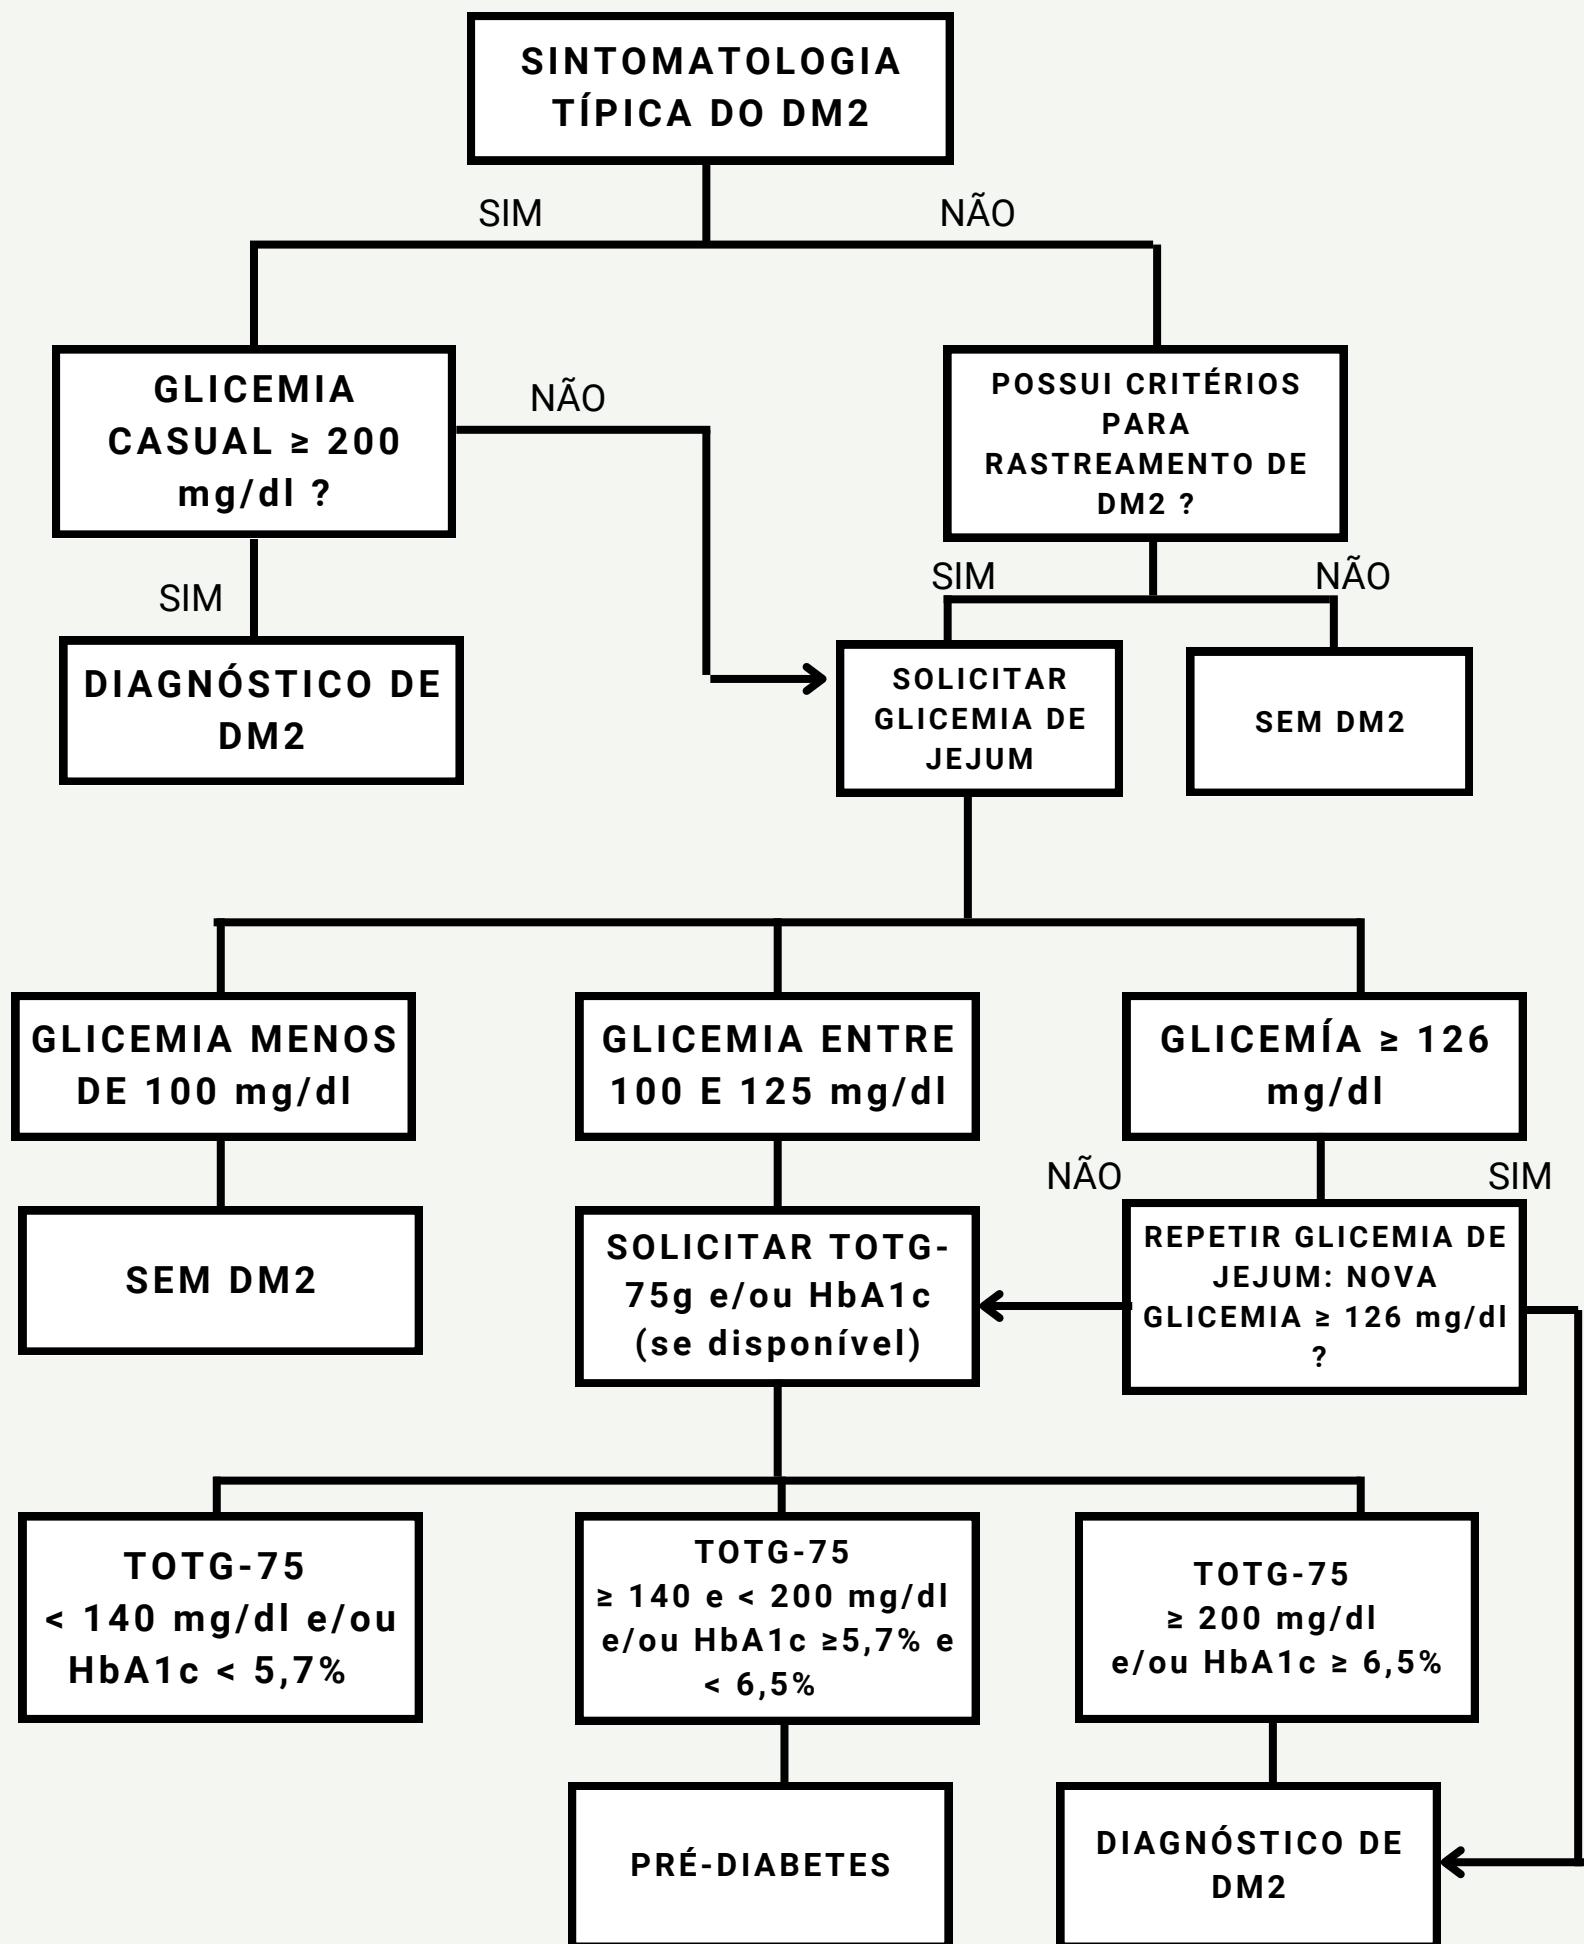 SINTOMATOLOGIA
TÍPICA DO DM2
SIM
NÃO
GLICEMIA
CASUAL ≥ 200
mg/dl ?
NÃO
POSSUI CRITÉRIOS
PARA
RASTREAMENTO DE
DM2 ?
SIM
SIM
NÃO
DIAGNÓSTICO DE
DM2
SOLICITAR
GLICEMIA DE
JEJUM
SEM DM2
GLICEMIA MENOS
DE 100 mg/dl
GLICEMIA ENTRE
100 E 125 mg/dl
GLICEMÍA ≥ 126
mg/dl
NÃO
SIM
SEM DM2
SOLICITAR TOTG-
75g e/ou HbA1c
(se disponível)
REPETIR GLICEMIA DE
JEJUM: NOVA
GLICEMIA ≥ 126 mg/dl
?
TOTG-75
< 140 mg/dl e/ou
HbA1c < 5,7%
TOTG-75
≥ 140 e < 200 mg/dl
e/ou HbA1c ≥5,7% e
< 6,5%
TOTG-75
≥ 200 mg/dl
e/ou HbA1c ≥ 6,5%
PRÉ-DIABETES
DIAGNÓSTICO DE
DM2